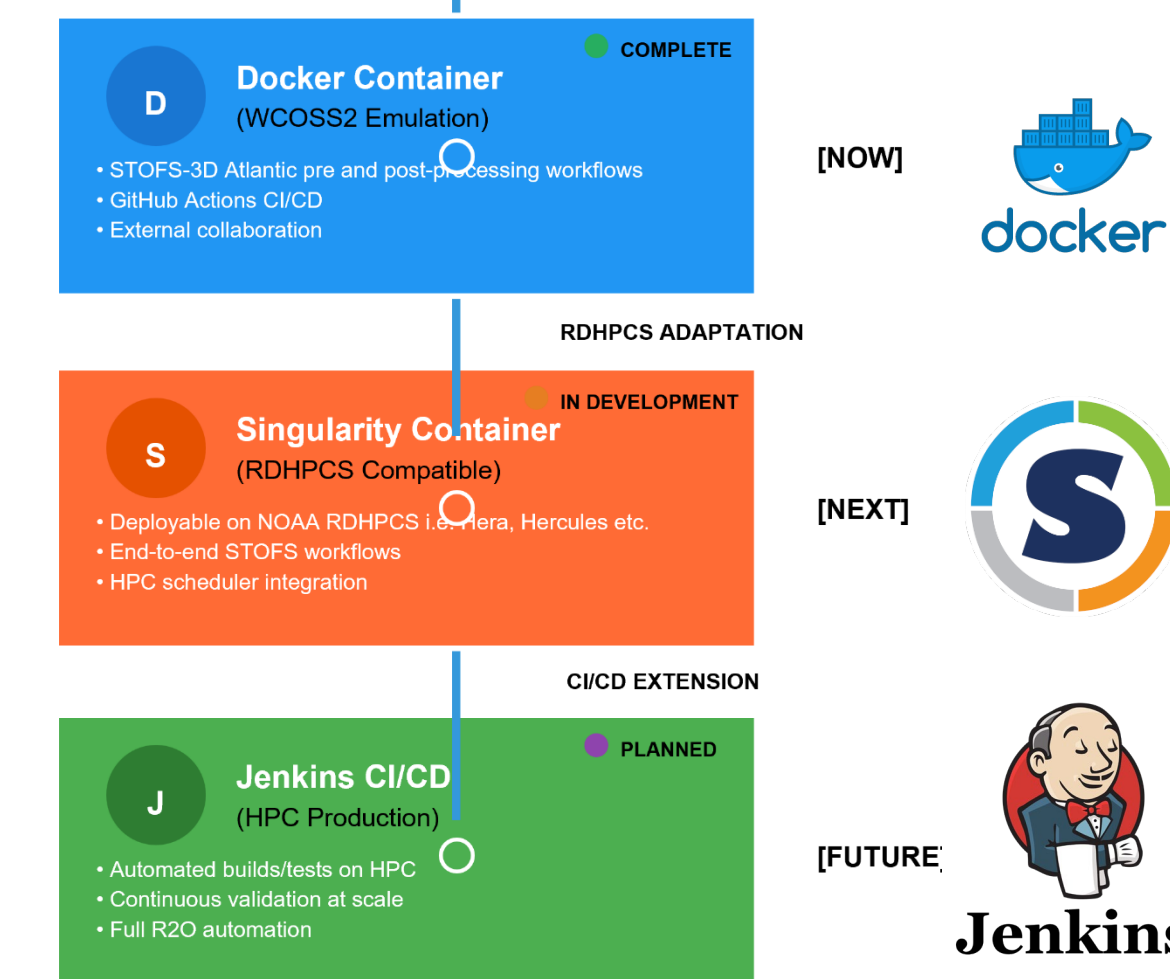 COMPLETE
D
Docker Container
(WCOSS2 Emulation)
• STOFS-3D Atlantic pre and post-processing workflows
• GitHub Actions CI/CD
• External collaboration
[NOW]
docker
RDHPCS ADAPTATION
IN DEVELOPMENT
S
Singularity Container
(RDHPCS Compatible)
• Deployable on NOAA RDHPCS i.e. Hera, Hercules etc.
• End-to-end STOFS workflows
• HPC scheduler integration
[NEXT]
S
CI/CD EXTENSION
PLANNED
J
Jenkins CI/CD
(HPC Production)
• Automated builds/tests on HPC
• Continuous validation at scale
• Full R2O automation
[FUTURE]
Jenkins